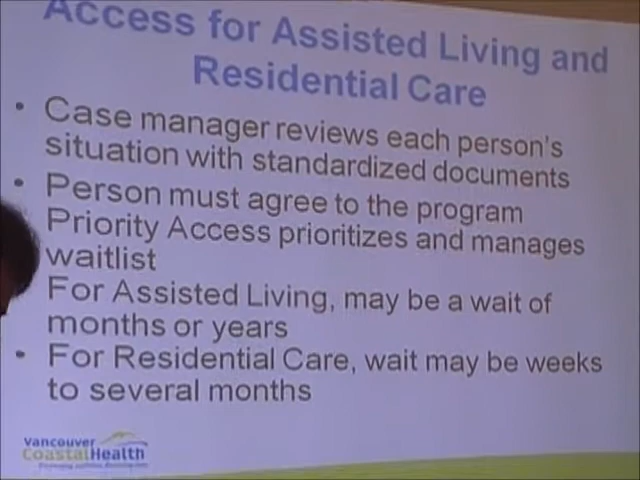 Access for Assisted Living and
Residential Care
• Case manager reviews each person's
situation with standardized documents
• Person must agree to the program
Priority Access prioritizes and manages
waitlist
For Assisted Living, may be a wait of
months or years
• For Residential Care, wait may be weeks
to several months
Vancouver
CoastalHealth